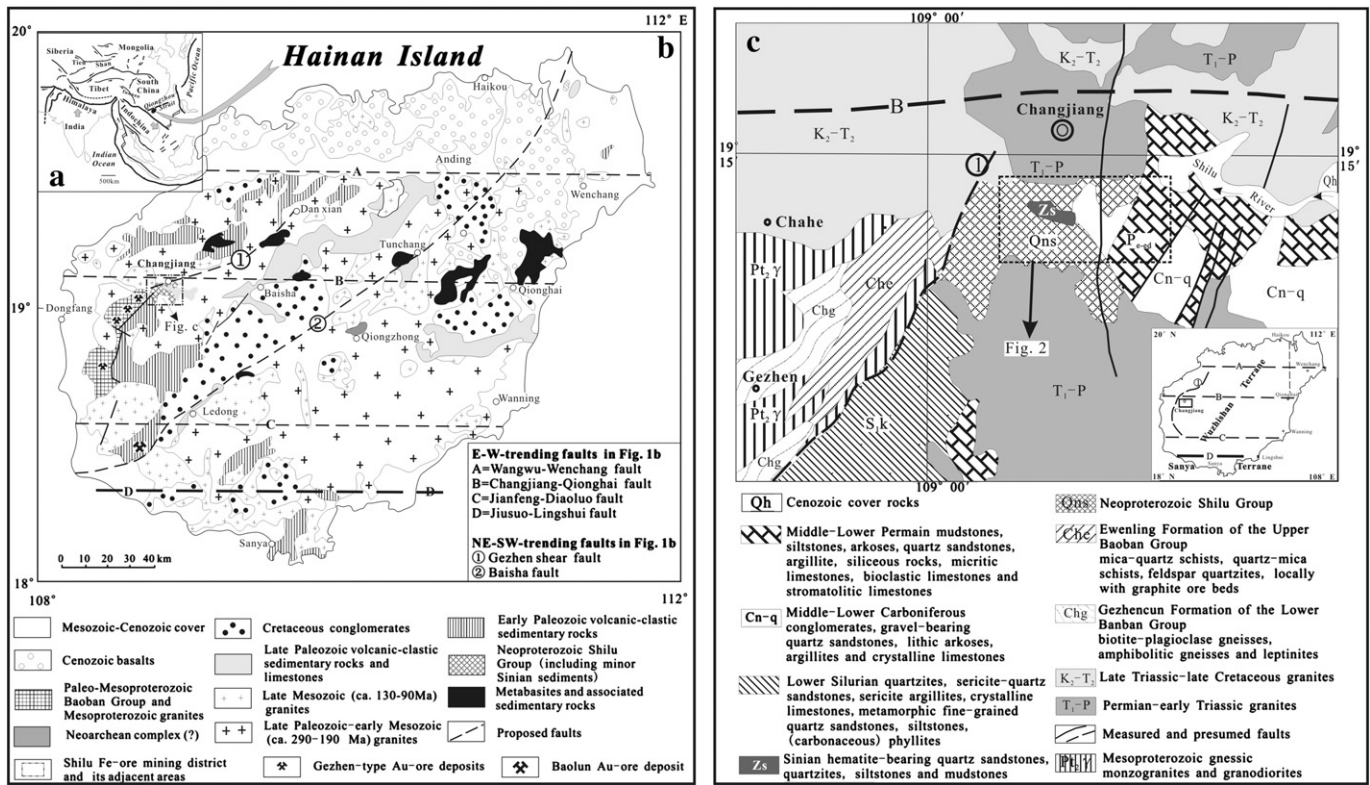 112° E
20°
b
Hainan Island
Siberia
Mongolia
Tien
Shan
Tibet
South
China
Qiongzhou
Strait
Pacific Ocean
Himalaya
India
Indochina
Indian
Ocean
a
500km
Haikou
Anding
A
Wenchang
Dan xian
Tunchang
Changjiang
①
B
Baisha
Qionghai
19°
Dongfang
Fig. c
②
Qiongzhong
Wanning
Ledong
C
D
D
Sanya
0 10 20 30 40 km
18°
108°
112°
E-W-trending faults in Fig. 1b
A=Wangwu-Wenchang fault
B=Changjiang-Qionghai fault
C=Jianfeng-Diaoluo fault
D=Jiusuo-Lingshui fault
NE-SW-trending faults in Fig. 1b
① Gezhen shear fault
② Baisha fault
Mesozoic-Cenozoic cover
Cenozoic basalts
Paleo-Mesoproterozoic
Baoban Group and
Mesoproterozoic granites
Neoarchean complex (?)
Shilu Fe-ore mining district
and its adjacent areas
Cretaceous conglomerates
Late Paleozoic volcanic-clastic
sedimentary rocks and
limestones
Late Mesozoic (ca. 130-90Ma)
granites
Late Paleozoic-early Mesozoic
(ca. 290-190 Ma) granites
Gezhen-type Au-ore deposits
Early Paleozoic volcanic-clastic
sedimentary rocks
Neoproterozoic Shilu
Group (including minor
Sinian sediments)
Metabasites and associated
sedimentary rocks
Proposed faults
Baolun Au-ore deposit
c
109° 00′
K₂-T₂
T₁-P
B
Changjiang
K₂-T₂
K₂-T₂
19°
15′
19°
15′
①
T₁-P
Shilu
River
Qh
Zs
Chahe
Qns
Pe-ed
Pt₂γ
Che
Cn-q
Cn-q
Chg
Fig. 2
Gezhen
T₁-P
Pt₂γ
S₁k
Chg
109° 00′
20° N
112° E
Haikou
A
Wenchang
Terrane
①
B
Qionghai
Changjiang
Wuzhishan
C
Wanning
D
Lingshui
Sanya
18° N
Sanya Terrane
108° E
Qh
Cenozoic cover rocks
Middle-Lower Permain mudstones,
siltstones, arkoses, quartz sandstones,
argillite, siliceous rocks, micritic
limestones, bioclastic limestones and
stromatolitic limestones
Cn-q
Middle-Lower Carboniferous
conglomerates, gravel-bearing
quartz sandstones, lithic arkoses,
argillites and crystalline limestones
Lower Silurian quartzites, sericite-quartz
sandstones, sericite argillites, crystalline
limestones, metamorphic fine-grained
quartz sandstones, siltstones,
(carbonaceous) phyllites
Zs
Sinian hematite-bearing quartz sandstones,
quartzites, siltstones and mudstones
Qns
Neoproterozoic Shilu Group
Che
Ewenling Formation of the Upper
Baoban Group
mica-quartz schists, quartz-mica
schists, feldspar quartzites, locally
with graphite ore beds
Chg
Gezhencun Formation of the Lower
Banban Group
biotite-plagioclase gneisses,
amphibolitic gneisses and leptinites
K₂-T₂
Late Triassic-late Cretaceous granites
T₁-P
Permian-early Triassic granites
Measured and presumed faults
Pt₂γ
Mesoproterozoic gnessic
monzogranites and granodiorites